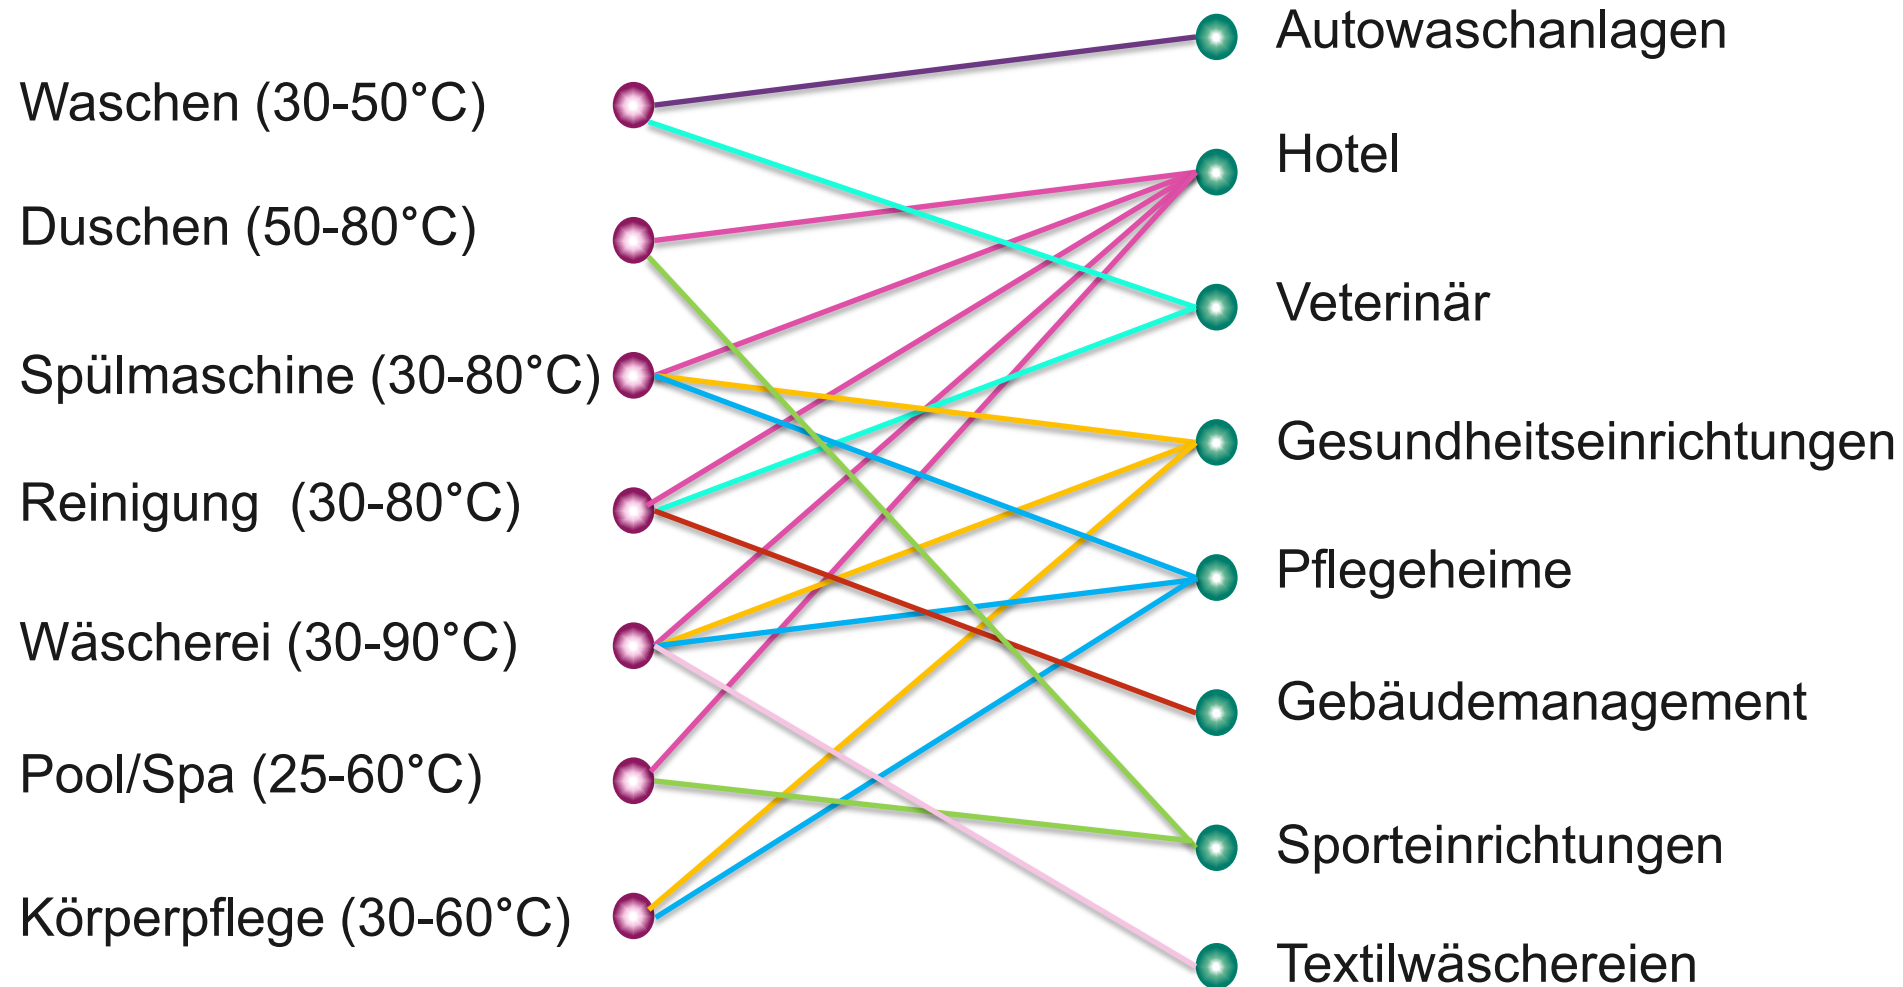 Waschen (30-50°C)
Duschen (50-80°C)
Spülmaschine (30-80°C)
Reinigung  (30-80°C)
Wäscherei (30-90°C)
Pool/Spa (25-60°C)
Körperpflege (30-60°C)
Autowaschanlagen
Hotel
Veterinär
Gesundheitseinrichtungen
Pflegeheime
Gebäudemanagement
Sporteinrichtungen
Textilwäschereien